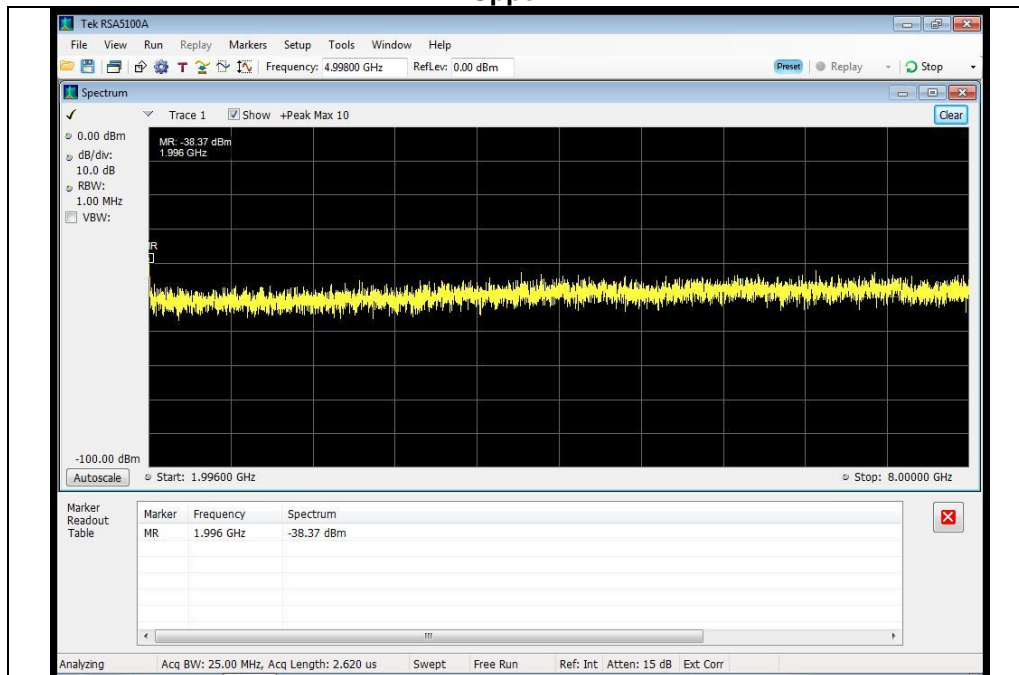 Tek RSA5100A
File View Run Replay Markers Setup Tools Window Help
T Frequency: 4.99800 GHz RefLev: 0.00 dBm Preset Replay Stop
Spectrum
Trace 1 Show +Peak Max 10 Clear
0.00 dBm
dB/div:
10.0 dB
RBW:
1.00 MHz
VBW:
MR: -38.37 dBm
1.996 GHz
-100.00 dBm
Autoscale Start: 1.99600 GHz Stop: 8.00000 GHz
Marker
Readout
Table
Marker Frequency Spectrum
MR 1.996 GHz -38.37 dBm
Analyzing Acq BW: 25.00 MHz, Acq Length: 2.620 us Swept Free Run Ref: Int Atten: 15 dB Ext Corr